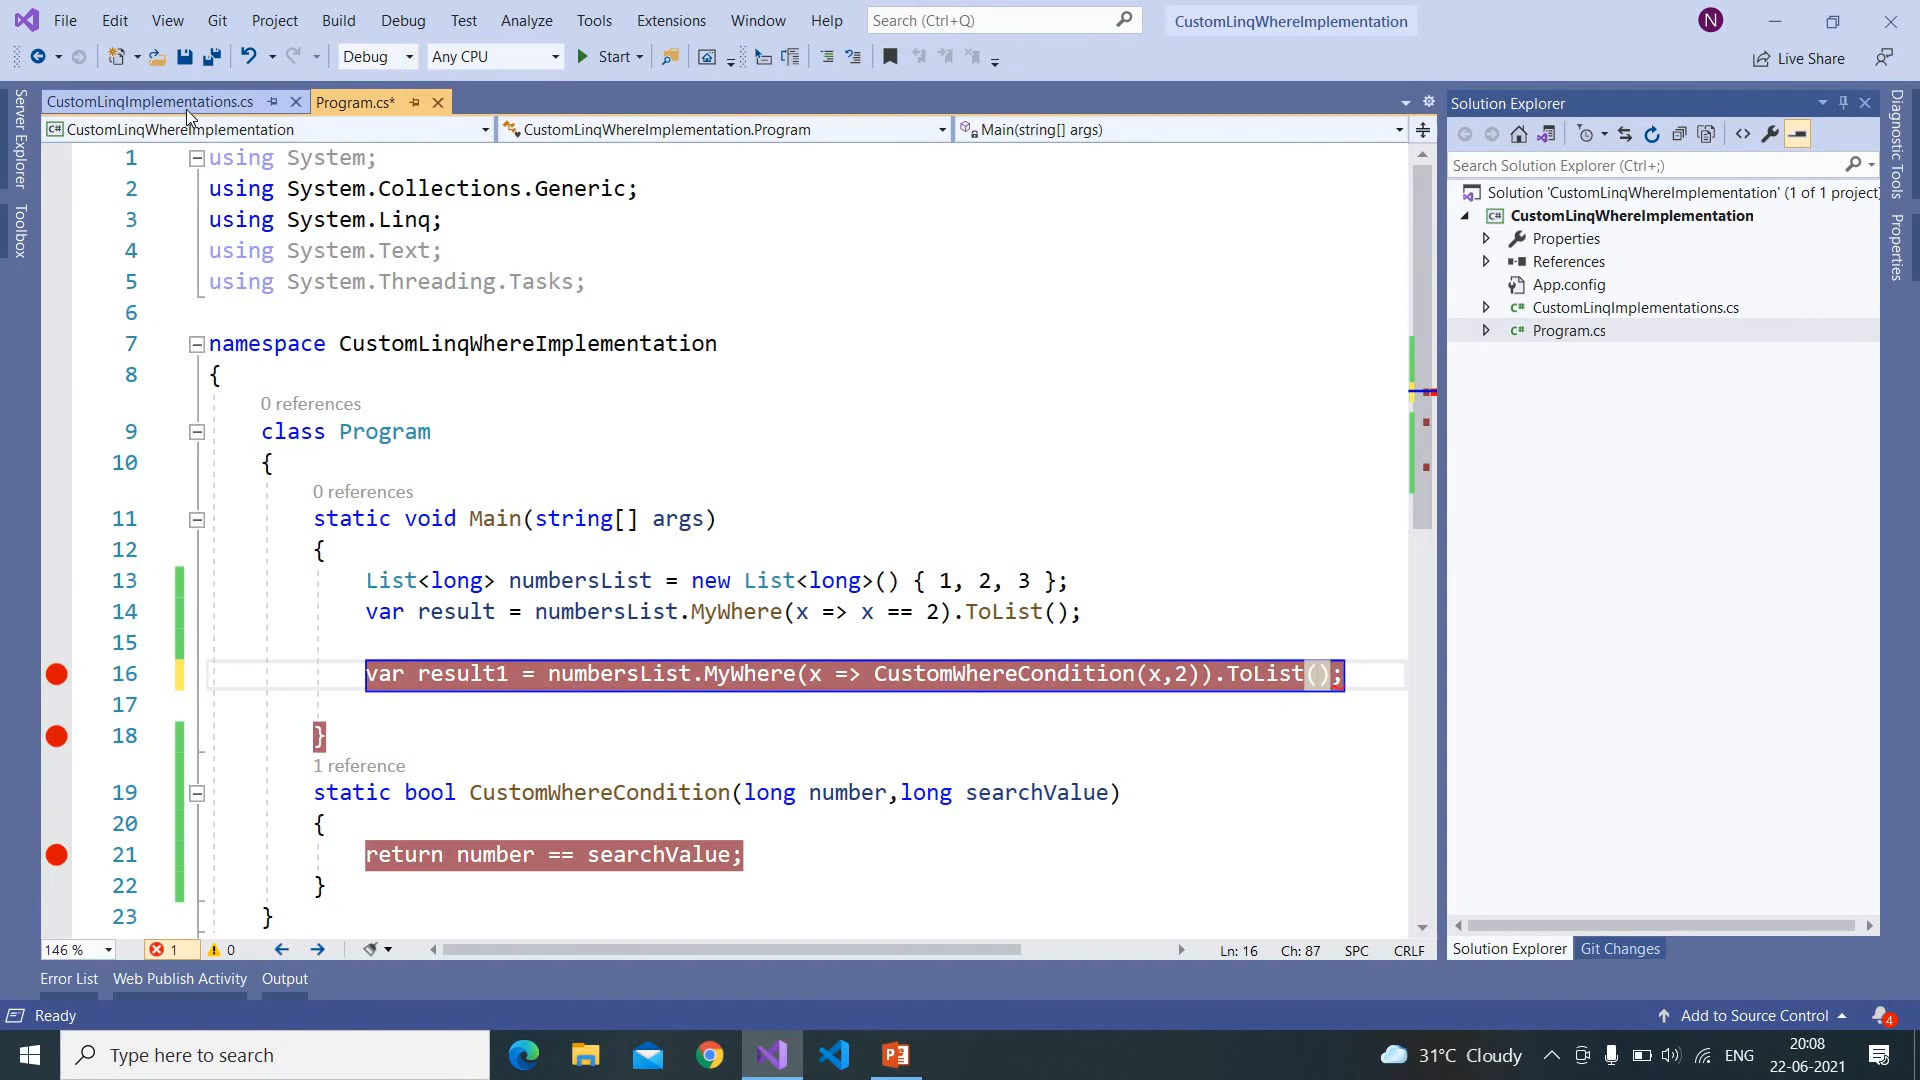 File Edit View Git Project Build Debug Test Analyze Tools Extensions Window Help Search (Ctrl+Q) CustomLinqWhereImplementation N
Debug Any CPU Start Live Share
CustomLinqImplementations.cs Program.cs*
CustomLinqWhereImplementation CustomLinqWhereImplementation.Program Main(string[] args)
Server Explorer
Toolbox
1 using System;
2 using System.Collections.Generic;
3 using System.Linq;
4 using System.Text;
5 using System.Threading.Tasks;
6
7 namespace CustomLinqWhereImplementation
8 {
0 references
9 class Program
10 {
0 references
11 static void Main(string[] args)
12 {
13 List<long> numbersList = new List<long>() { 1, 2, 3 };
14 var result = numbersList.MyWhere(x => x == 2).ToList();
15
16 var result1 = numbersList.MyWhere(x => CustomWhereCondition(x,2)).ToList();
17
18 }
1 reference
19 static bool CustomWhereCondition(long number,long searchValue)
20 {
21 return number == searchValue;
22 }
23 }
146 % 1 0 Ln: 16 Ch: 87 SPC CRLF
Solution Explorer
Search Solution Explorer (Ctrl+;)
Solution 'CustomLinqWhereImplementation' (1 of 1 project)
C# CustomLinqWhereImplementation
Properties
References
App.config
C# CustomLinqImplementations.cs
C# Program.cs
Solution Explorer Git Changes
Diagnostic Tools
Properties
Error List Web Publish Activity Output
Ready Add to Source Control 4
Type here to search 31°C Cloudy ENG 20:08
22-06-2021